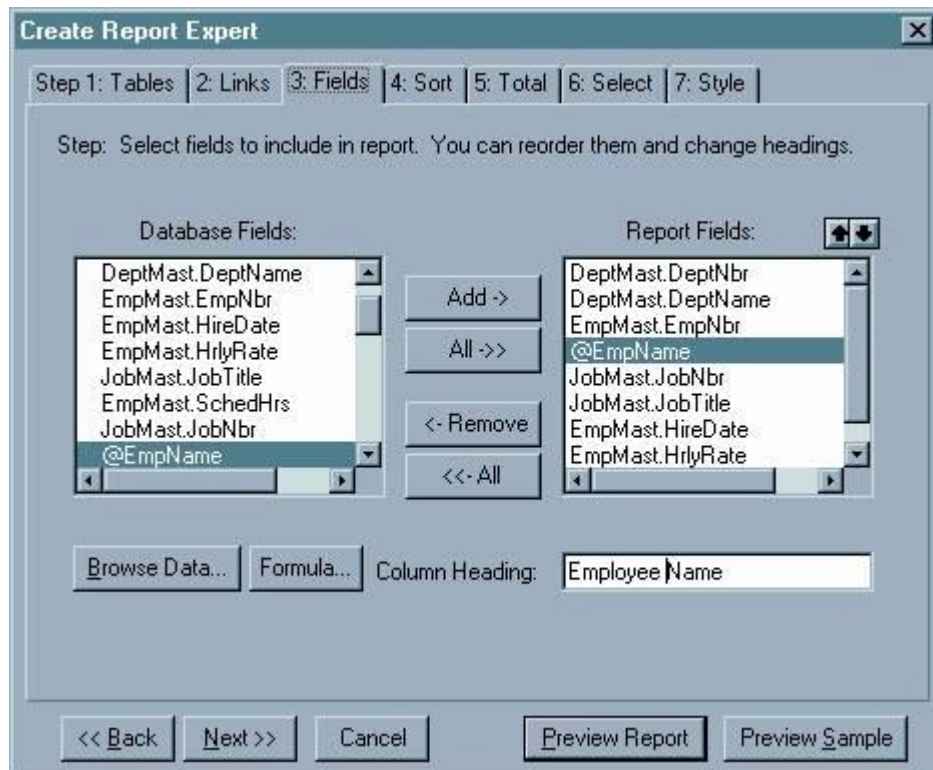 Create Report Expert
Step 1: Tables 2: Links 3: Fields 4: Sort 5: Total 6: Select 7: Style
Step: Select fields to include in report. You can reorder them and change headings.
Database Fields:
DeptMast.DeptName
EmpMast.EmpNbr
EmpMast.HireDate
EmpMast.HrlyRate
JobMast.JobTitle
EmpMast.SchedHrs
JobMast.JobNbr
@EmpName
Add ->
All ->>
<- Remove
<<- All
Report Fields:
DeptMast.DeptNbr
DeptMast.DeptName
EmpMast.EmpNbr
@EmpName
JobMast.JobNbr
JobMast.JobTitle
EmpMast.HireDate
EmpMast.HrlyRate
Browse Data... Formula... Column Heading: Employee Name
<< Back Next >> Cancel Preview Report Preview Sample